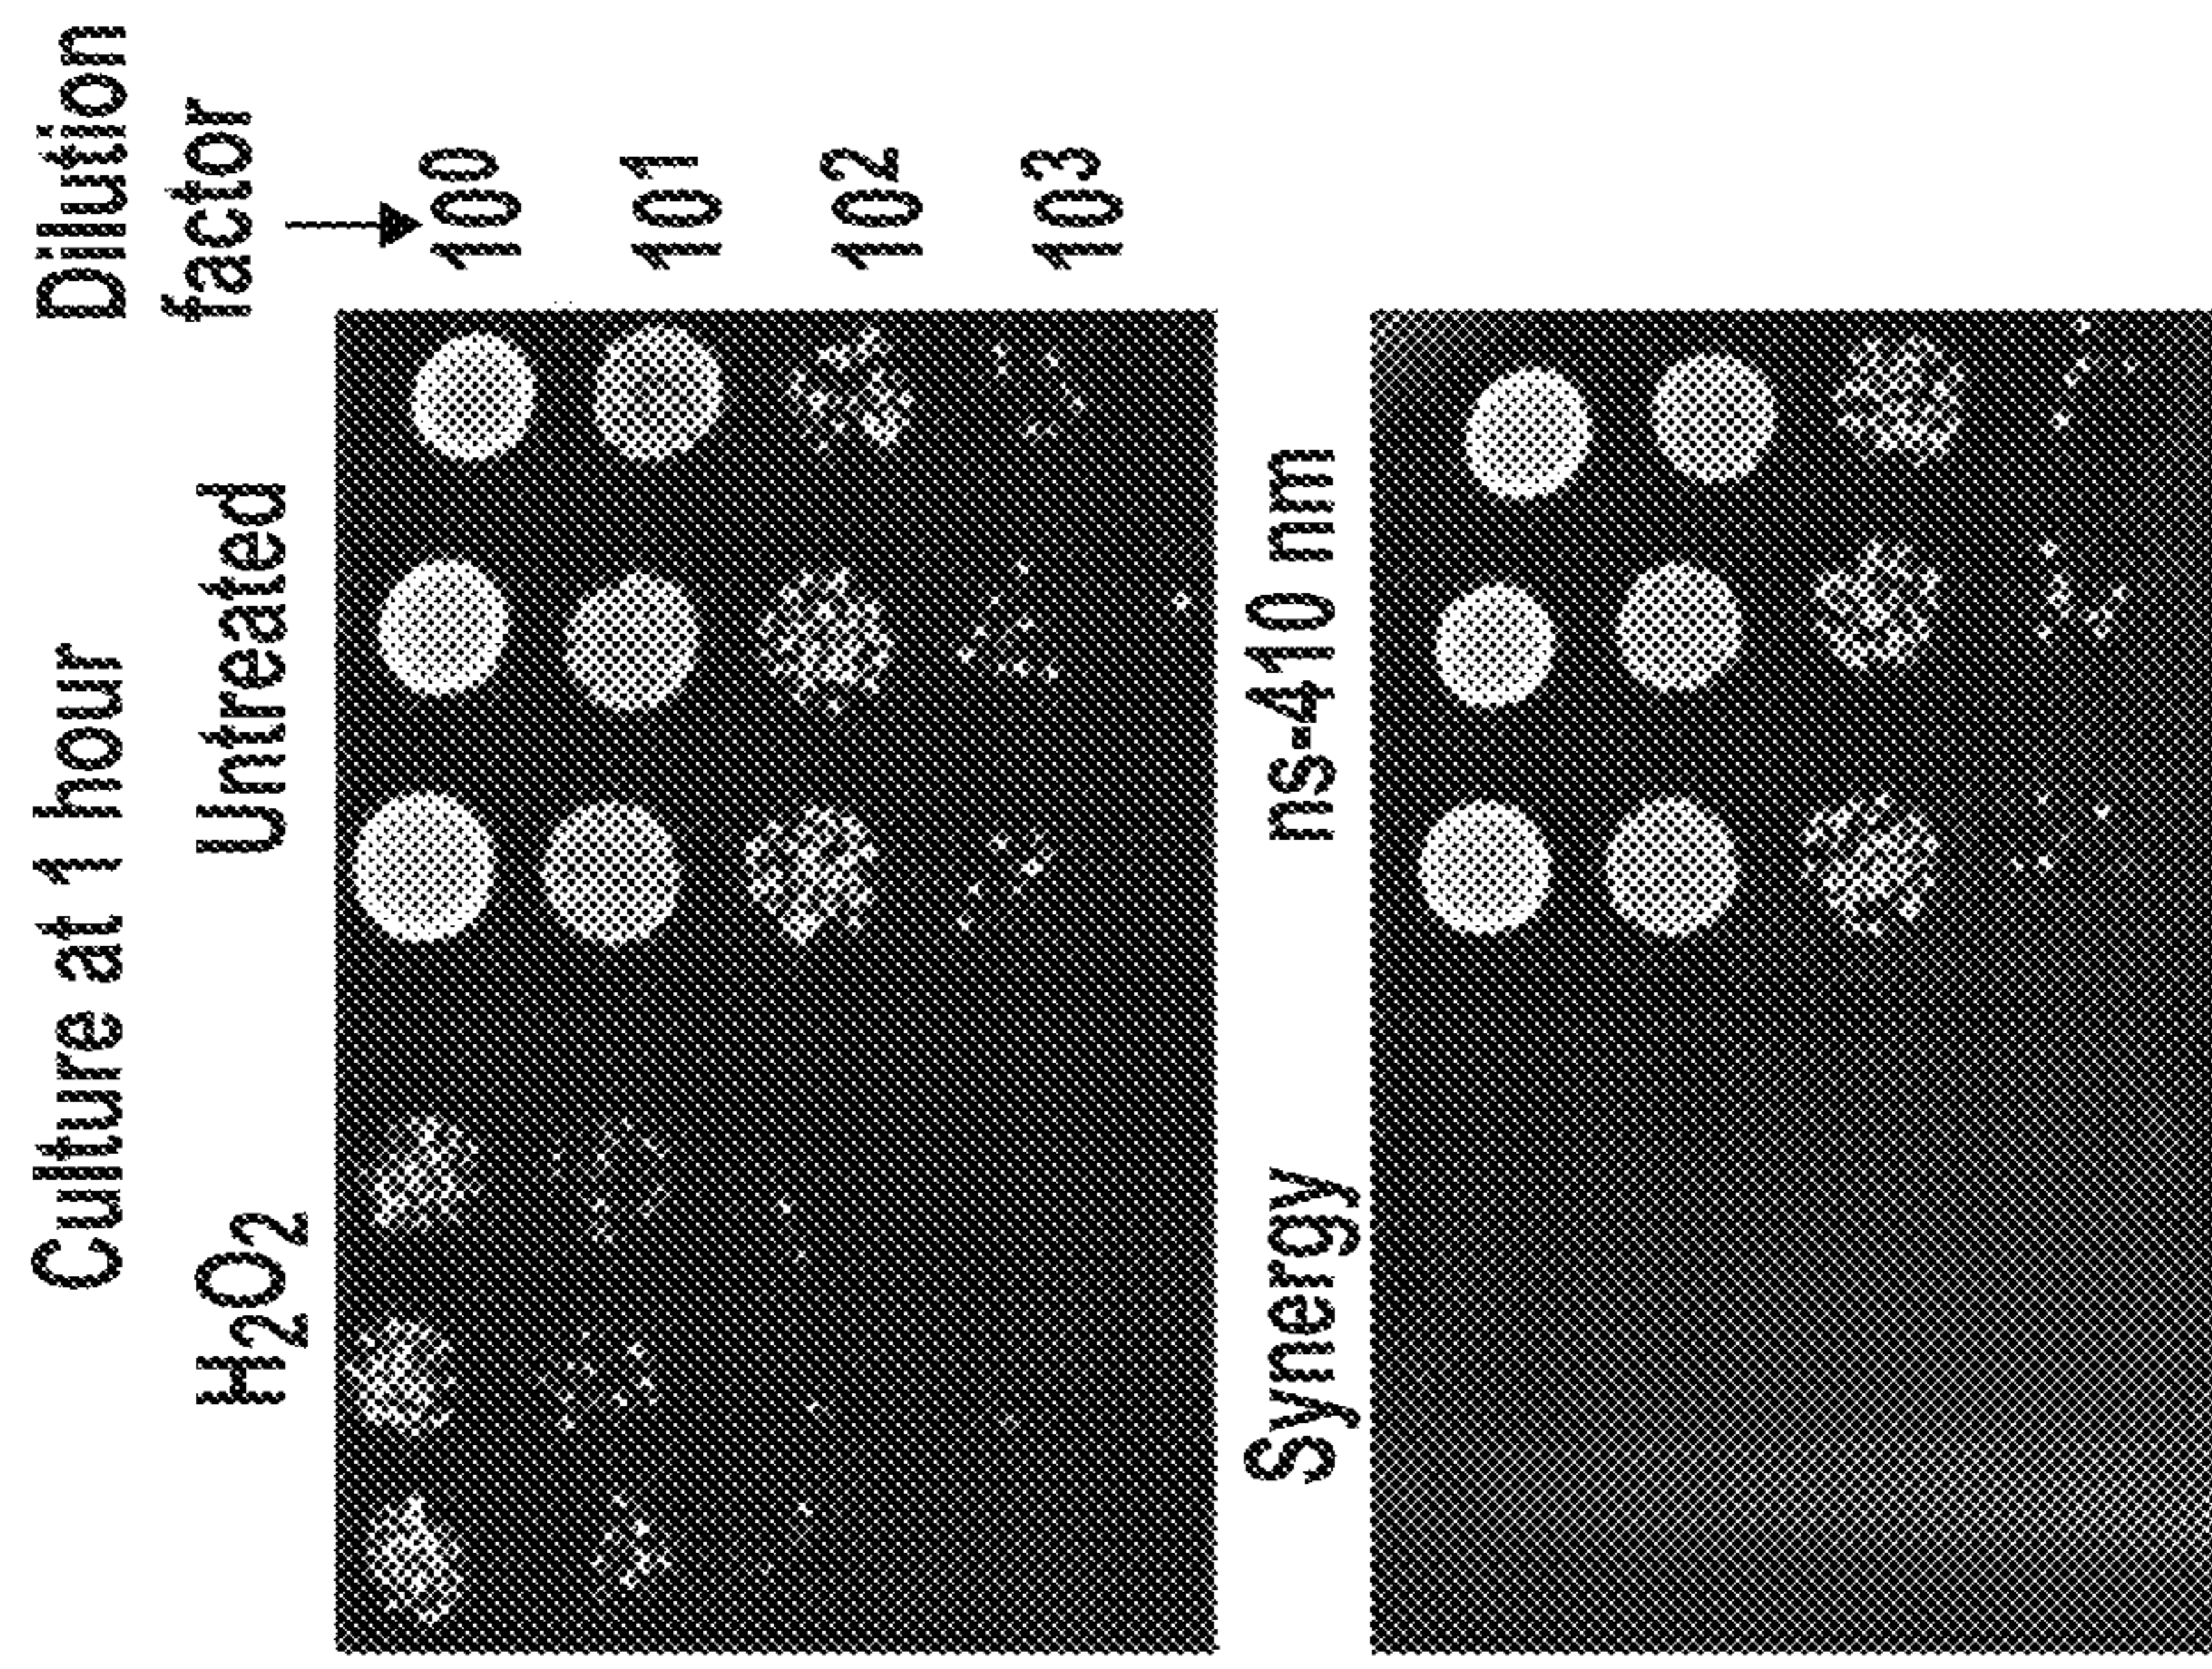 Culture at 1 hour
Dilution
factor
H₂O₂
Untreated
10⁰
10¹
10²
10³
Synergy
ns-410 nm